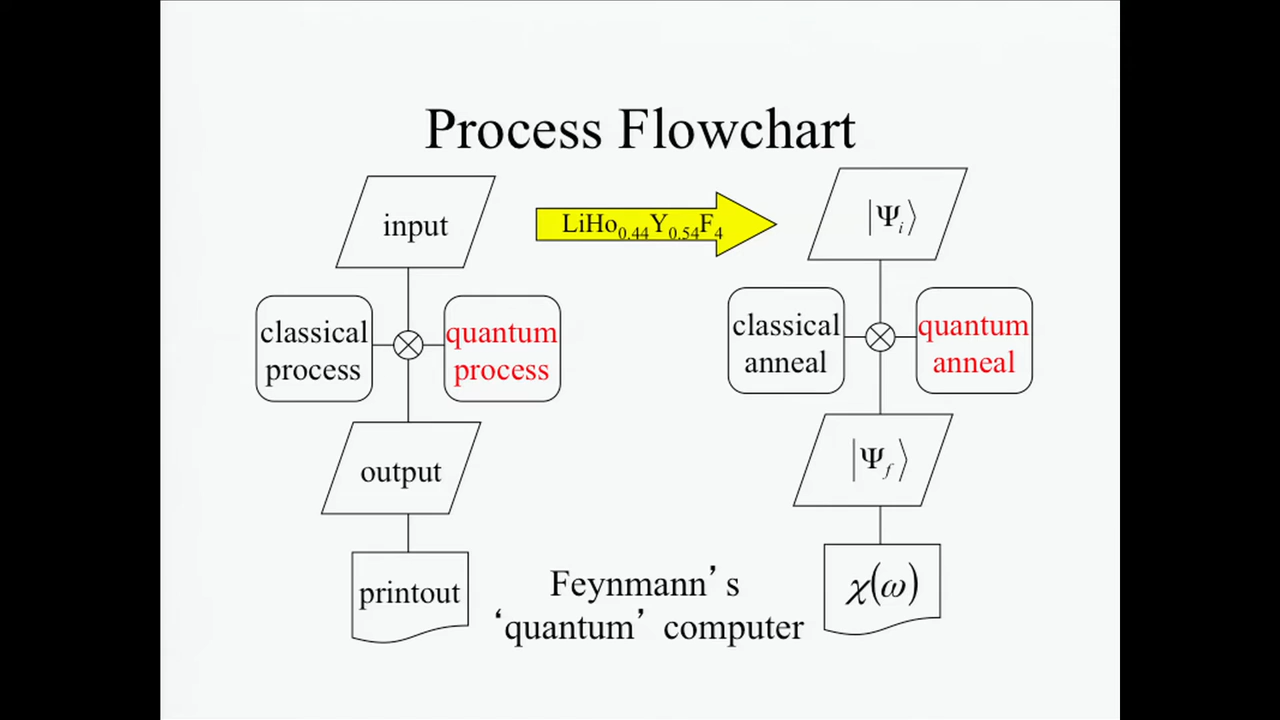 Process Flowchart
input
LiHo₀.₄₄Y₀.₅₄F₄
|Ψᵢ⟩
classical
process
quantum
process
classical
anneal
quantum
anneal
output
|Ψ_f⟩
printout
Feynmann’s
‘quantum’ computer
χ(ω)